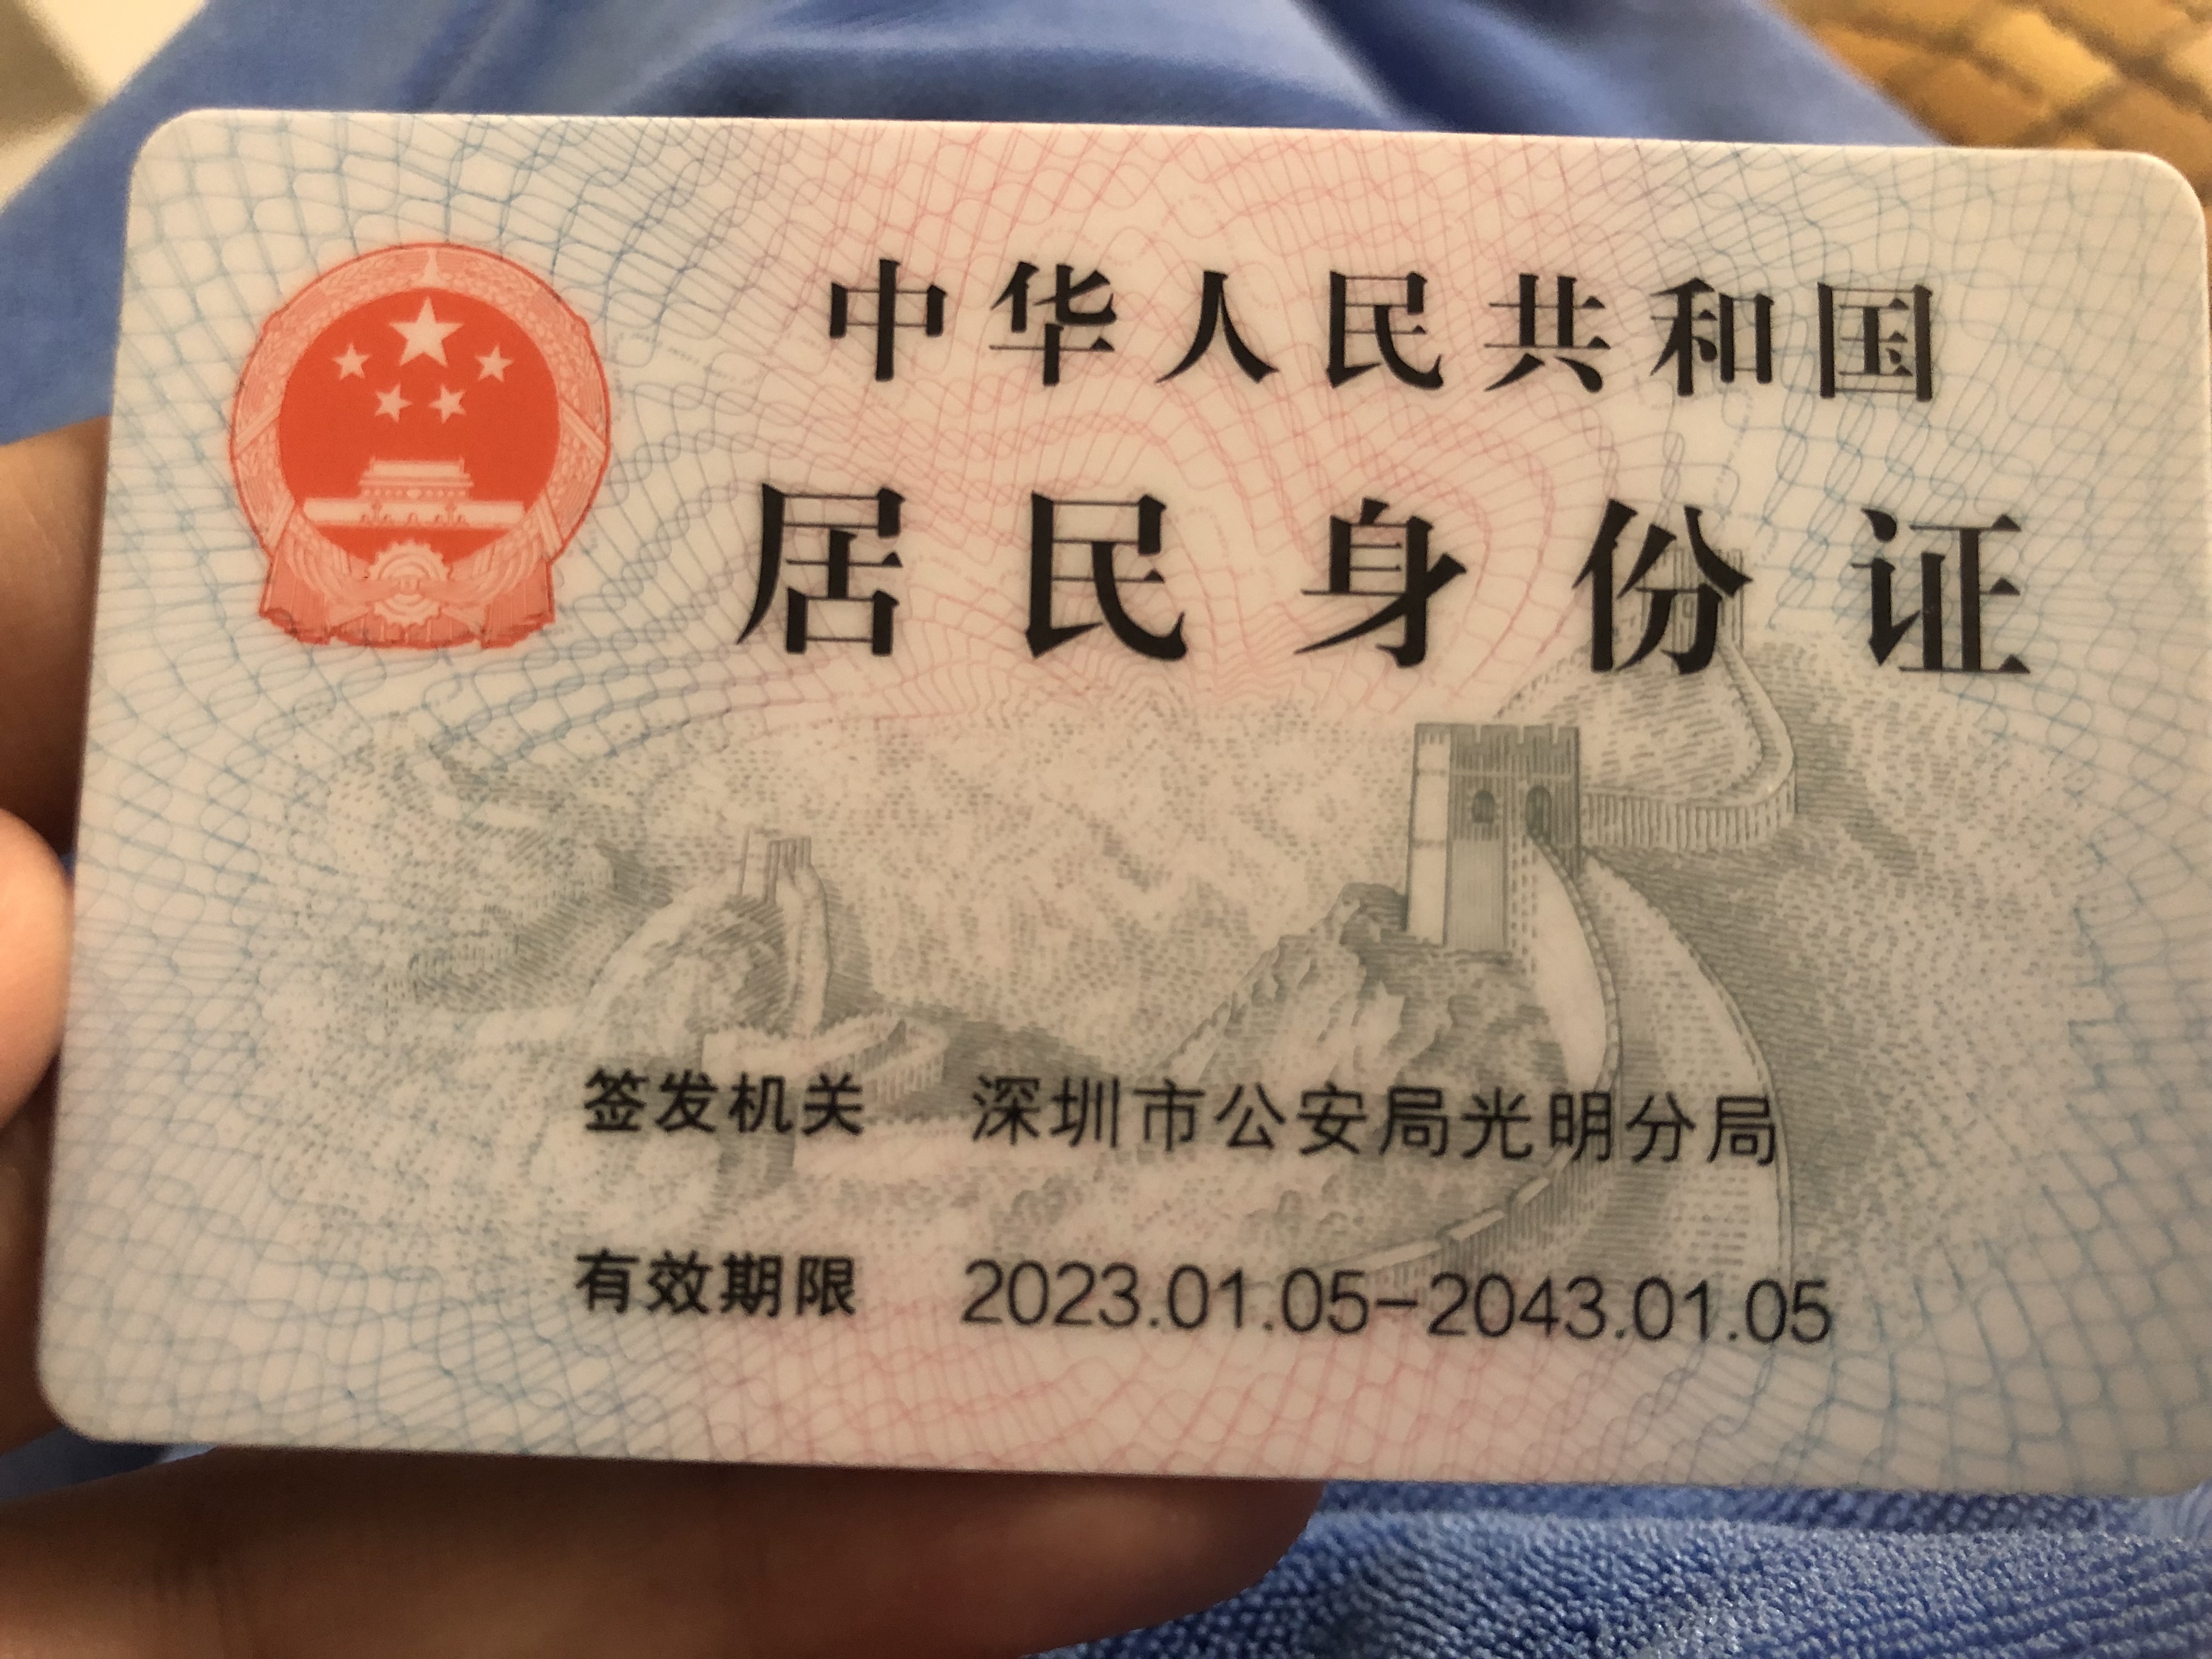 中华人民共和国
居民身份证
签发机关 深圳市公安局光明分局
有效期限 2023.01.05-2043.01.05